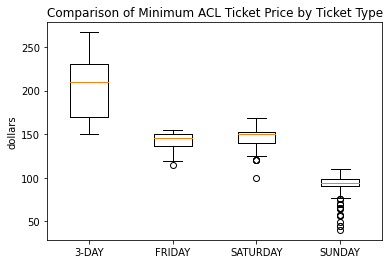 Comparison of Minimum ACL Ticket Price by Ticket Type
dollars
250
200
150
100
50
3-DAY FRIDAY SATURDAY SUNDAY